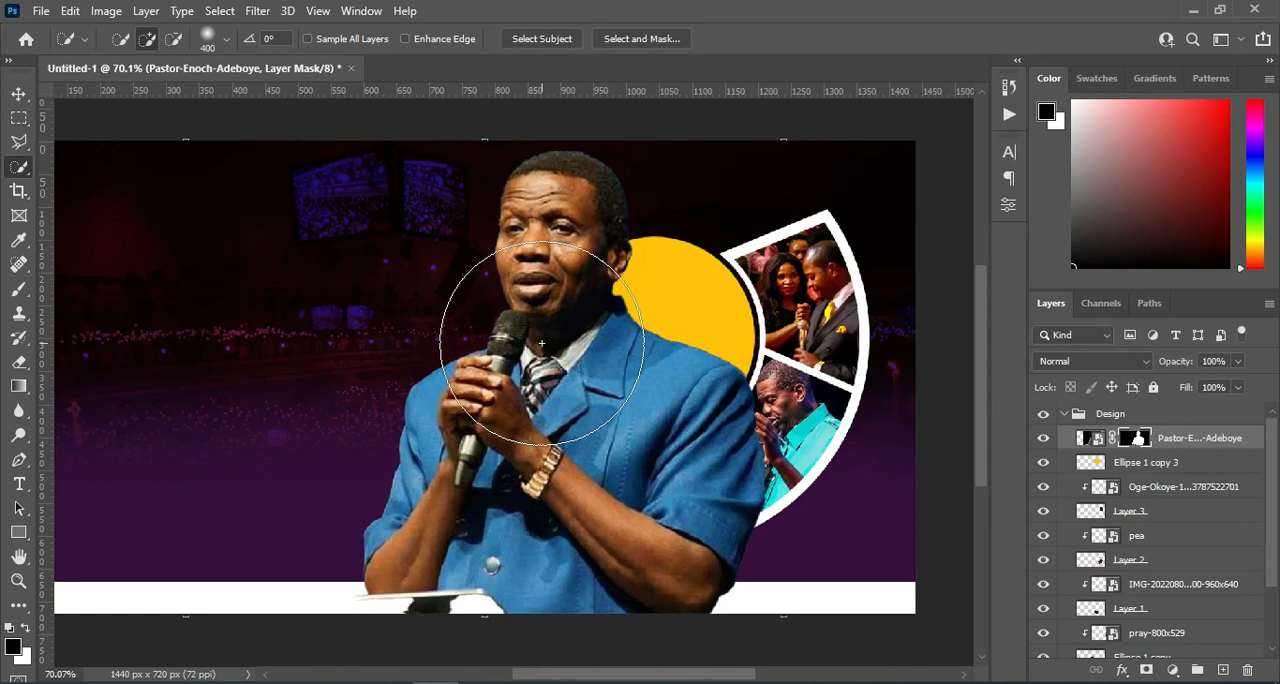 Ps File Edit Image Layer Type Select Filter 3D View Window Help
400 0° Sample All Layers Enhance Edge Select Subject Select and Mask...
Untitled-1 @ 70.1% (Pastor-Enoch-Adeboye, Layer Mask/8) * ×
150 200 250 300 350 400 450 500 550 600 650 700 750 800 850 900 950 1000 1050 1100 1150 1200 1250 1300 1350 1400 1450 1500
Color Swatches Gradients Patterns
Layers Channels Paths
Kind
Normal Opacity: 100%
Lock: Fill: 100%
Design
Pastor-E...-Adeboye
Ellipse 1 copy 3
Oge-Okoye-1...3787522701
Layer 3
pea
Layer 2
IMG-2022080...00-960x640
Layer 1
pray-800x529
Ellipse 1 copy
70.07% 1440 px x 720 px (72 ppi)